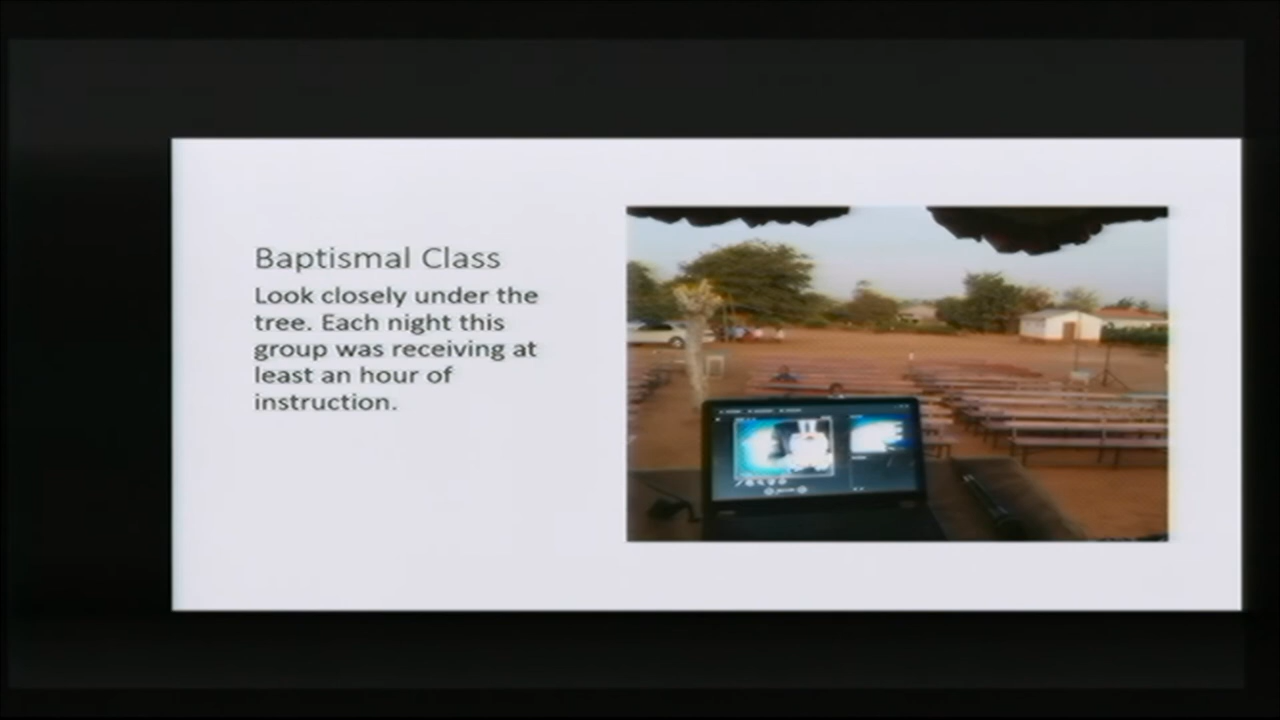 Baptismal Class
Look closely under the
tree. Each night this
group was receiving at
least an hour of
instruction.